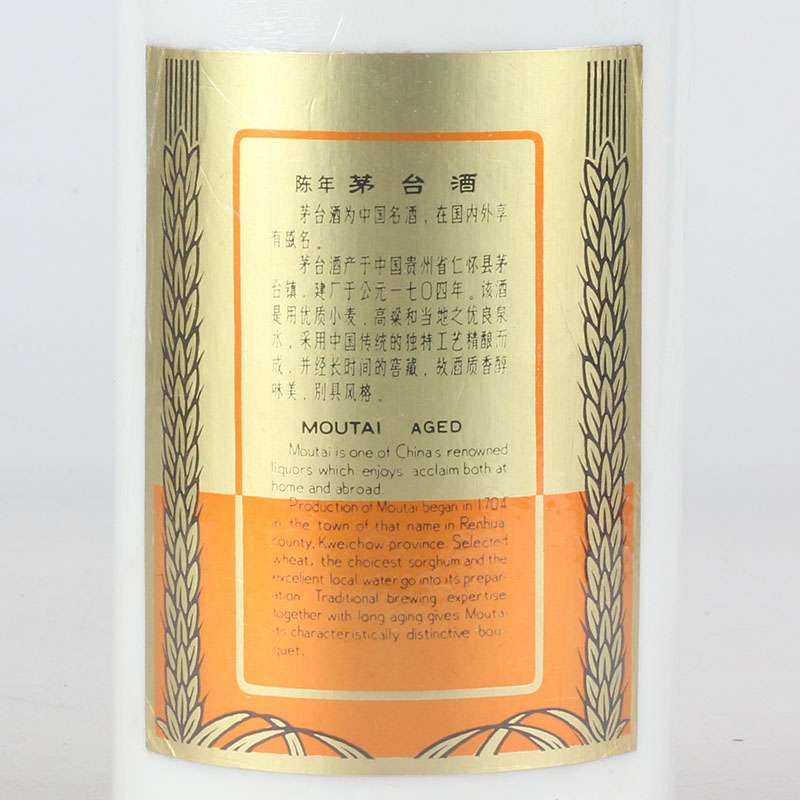 陈年 茅台酒
茅台酒为中国名酒，在国内外享
有盛名。
茅台酒产于中国贵州省仁怀县茅
台镇，建厂于公元一七〇四年。该酒
是用优质小麦，高粱和当地之优良泉
水，采用中国传统的独特工艺精酿而
成，并经长时间的窖藏，故酒质香醇
味美，别具风格。
MOUTAI AGED
Moutai is one of China's renowned
liquors which enjoys acclaim both at
home and abroad.
Production of Moutai began in 1704
in the town of that name in Renhua
county, Kweichow province. Selected
wheat, the choicest sorghum and the
excellent local water go into its prepar-
ation. Traditional brewing expertise
together with long aging gives Moutai
its characteristically distinctive bou-
quet.